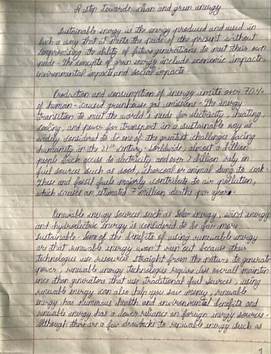 A step towards clean and green energy
Sustainable energy is the energy produced and used in
such a way that it meets the needs of the present without
compromising the ability of future generations to meet their own
needs. The concepts of green energy include economic impacts,
environmental impacts and social impacts.
Production and consumption of energy emits over 70%
of human-caused greenhouse gas emissions. The energy
transition to meet the world's needs for electricity, heating,
cooling, and power for transport in a sustainable way is
widely considered to be one of the greatest challenges facing
humanity in the 21st century. Worldwide, almost a billion
people lack access to electricity and over 2 billion rely on
fuel sources such as wood, charcoal or animal dung to cook.
These and fossil fuels mainly contribute to air pollution
which causes an estimated 7 million deaths per year.
Renewable energy sources such as solar energy, wind energy
and hydroelectric energy is considered to be far more
sustainable. Some of the benefits of using renewable energy
are that renewable energy won't run out because these
technologies use resources straight from the nature to generate
power, renewable energy technologies require less overall mainten-
ance than generators that use traditional fuel sources, using
renewable energy can also help you save money, renewable
energy has numerous health and environmental benefits and
renewable energy has a lower reliance on foreign energy sources.
Although there are a few drawbacks to renewable energy such as